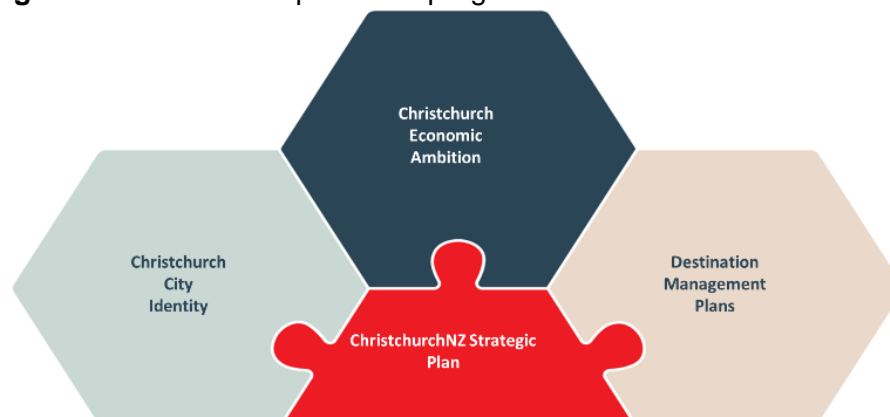 Christchurch
Economic
Ambition
Christchurch
City
Identity
Destination
Management
Plans
ChristchurchNZ Strategic
Plan